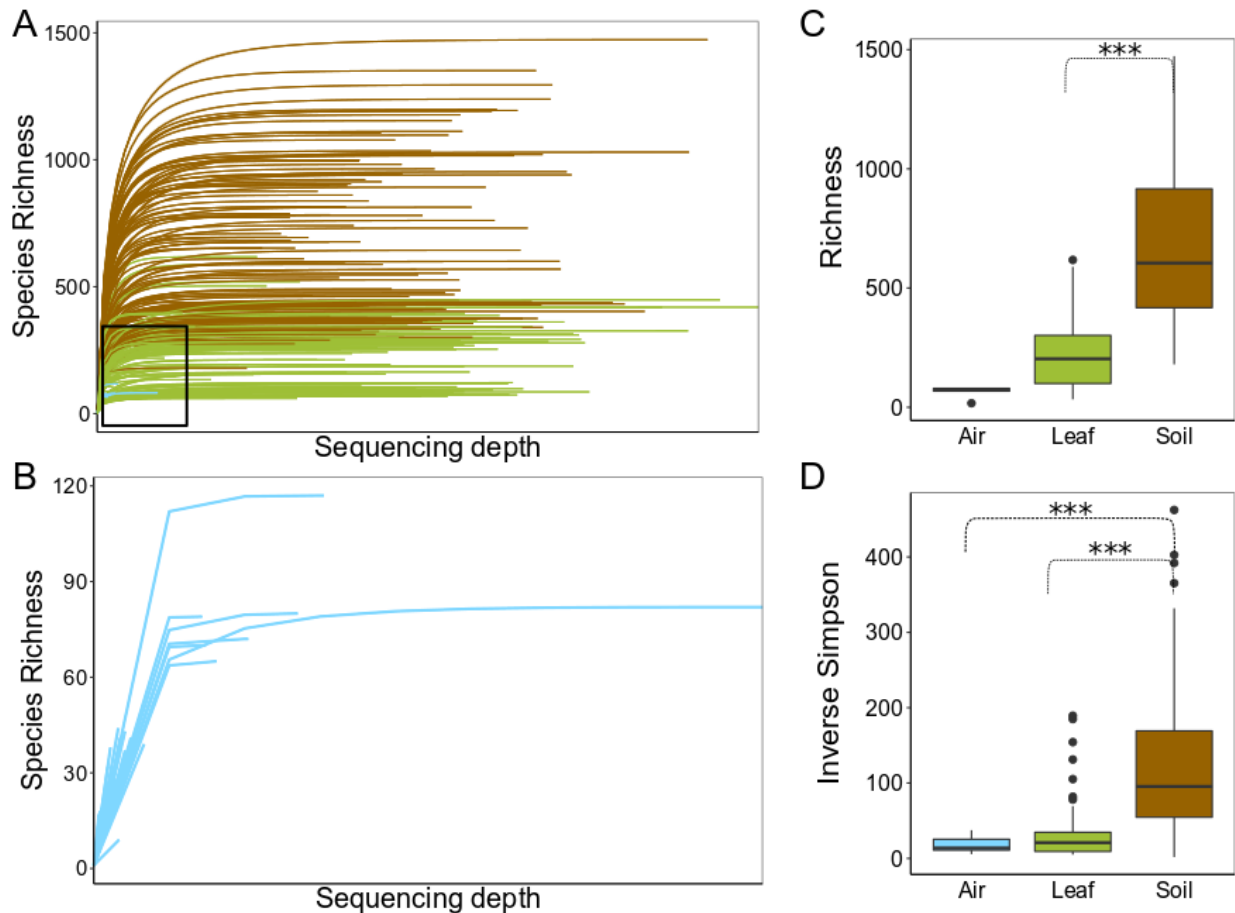 A
1500
1000
500
0
Species Richness
Sequencing depth
B
120
90
60
30
0
Species Richness
Sequencing depth
C
1500
1000
500
0
Richness
***
Air Leaf Soil
D
400
300
200
100
0
Inverse Simpson
***
***
Air Leaf Soil